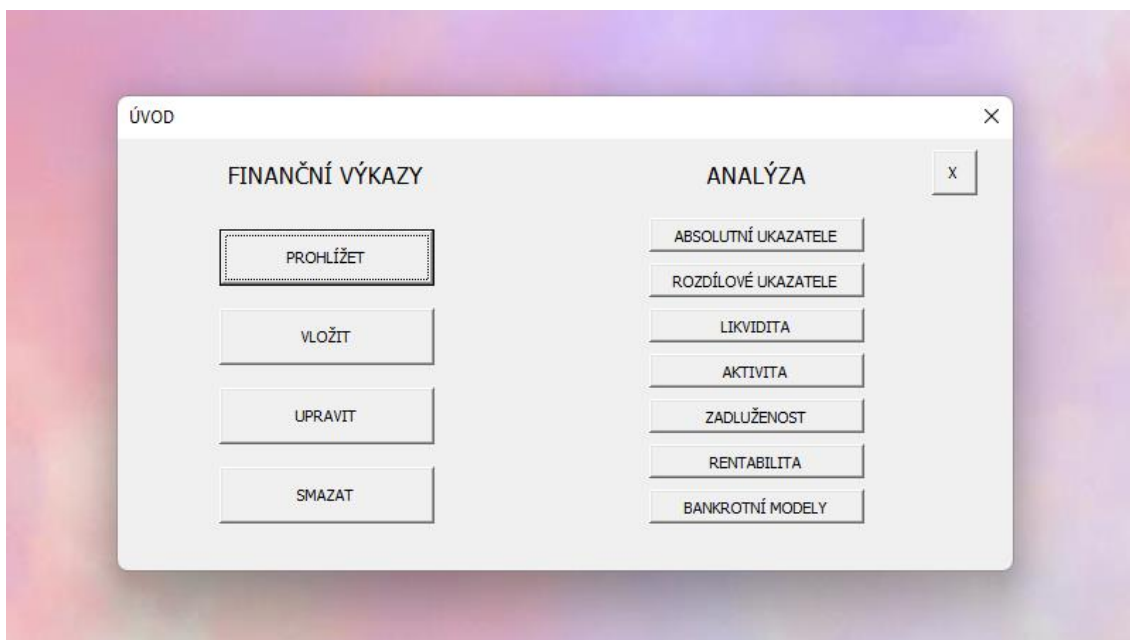 ÚVOD
FINANČNÍ VÝKAZY
PROHLÍŽET
VLOŽIT
UPRAVIT
SMAZAT
ANALÝZA
X
ABSOLUTNÍ UKAZATELE
ROZDÍLOVÉ UKAZATELE
LIKVIDITA
AKTIVITA
ZADLUŽENOST
RENTABILITA
BANKROTNÍ MODELY